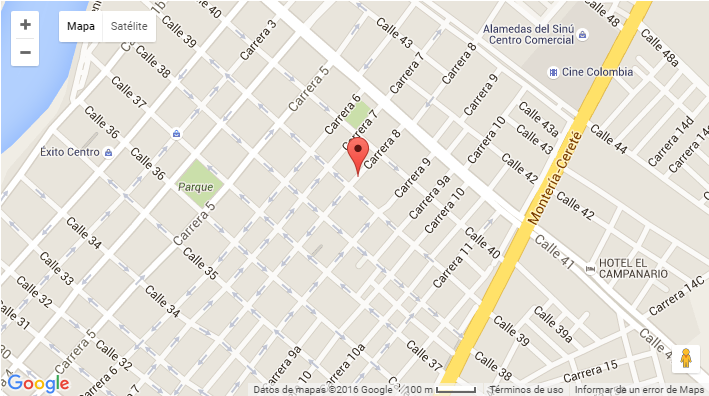 +
−
Mapa
Satélite
Calle 40
Calle 39
Calle 38
Calle 37
Calle 36
Calle 36
Éxito Centro
Parque
Carrera 3
Carrera 5
Carrera 6
Carrera 7
Carrera 8
Calle 43
Carrera 7
Carrera 8
Carrera 9
Carrera 10
Alamedas del Sinú
Centro Comercial
Cine Colombia
Calle 48
Calle 48a
Calle 43a
Calle 43
Calle 44
Calle 42
Calle 42
Carrera 14d
Montería-Cereté
Carrera 9
Carrera 9a
Carrera 10
Carrera 11
Calle 40
Calle 41
HOTEL EL
CAMPANARIO
Carrera 14C
Carrera 5
Calle 34
Calle 35
Calle 33
Calle 34
Calle 32
Calle 31
Carrera 5
Calle 32
Carrera 9a
Carrera 10a
Calle 37
Calle 38
Calle 39
Calle 39a
Carrera 15
Google
Datos de mapas ©2016 Google
100 m
Términos de uso
Informar de un error de Maps